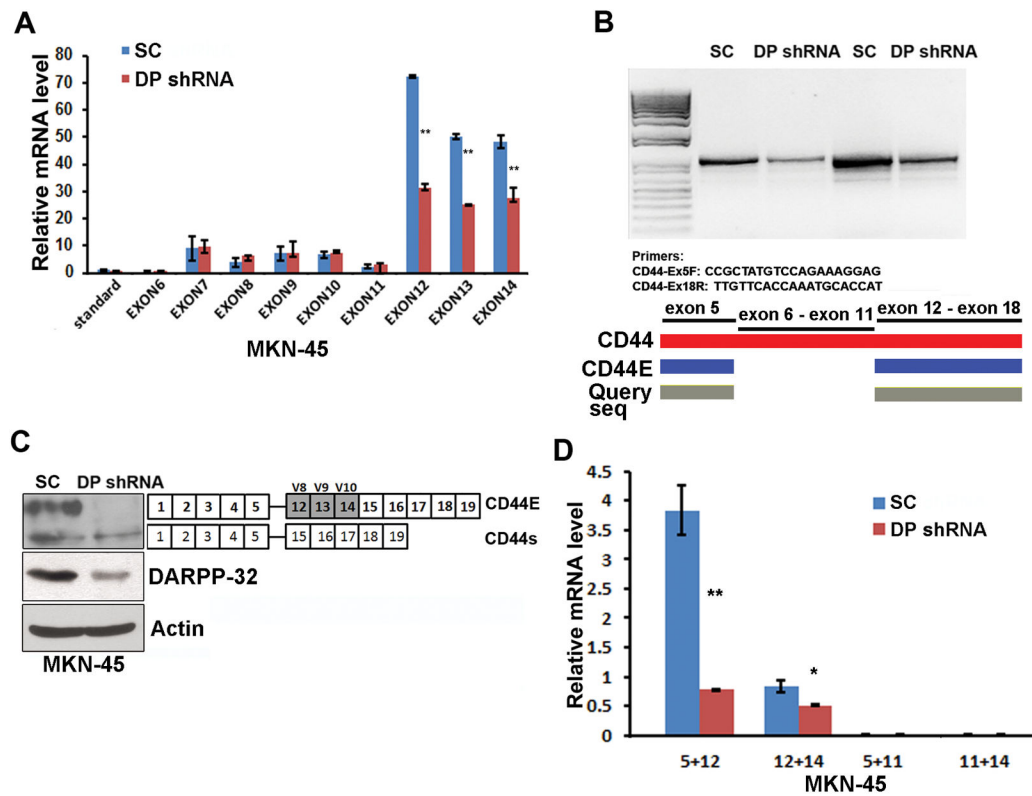 A
Relative mRNA level
80
70
60
50
40
30
20
10
0
SC
DP shRNA
**
**
**
standard
EXON6
EXON7
EXON8
EXON9
EXON10
EXON11
EXON12
EXON13
EXON14
MKN-45
B
SC DP shRNA SC DP shRNA
Primers:
CD44-Ex5F: CCGCTATGTCCAGAAAGGAG
CD44-Ex18R: TTGTTCACCAAATGCACCAT
exon 5 exon 6 - exon 11 exon 12 - exon 18
CD44
CD44E
Query
seq
C
SC DP shRNA
V8 V9 V10
1 2 3 4 5 12 13 14 15 16 17 18 19 CD44E
1 2 3 4 5 15 16 17 18 19 CD44s
DARPP-32
Actin
MKN-45
D
Relative mRNA level
4.5
4
3.5
3
2.5
2
1.5
1
0.5
0
SC
DP shRNA
**
*
5+12 12+14 5+11 11+14
MKN-45